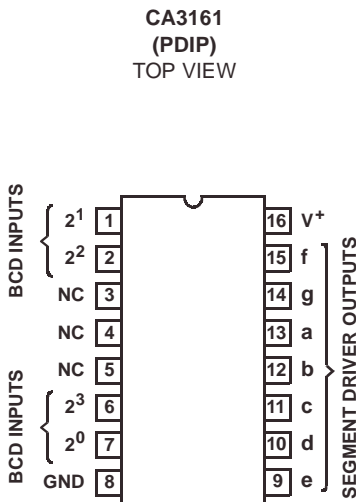 CA3161
(PDIP)
TOP VIEW
BCD INPUTS
2¹ 1 16 V⁺
2² 2 15 f
NC 3 14 g
NC 4 13 a
NC 5 12 b
BCD INPUTS
2³ 6 11 c
2⁰ 7 10 d
GND 8 9 e
SEGMENT DRIVER OUTPUTS